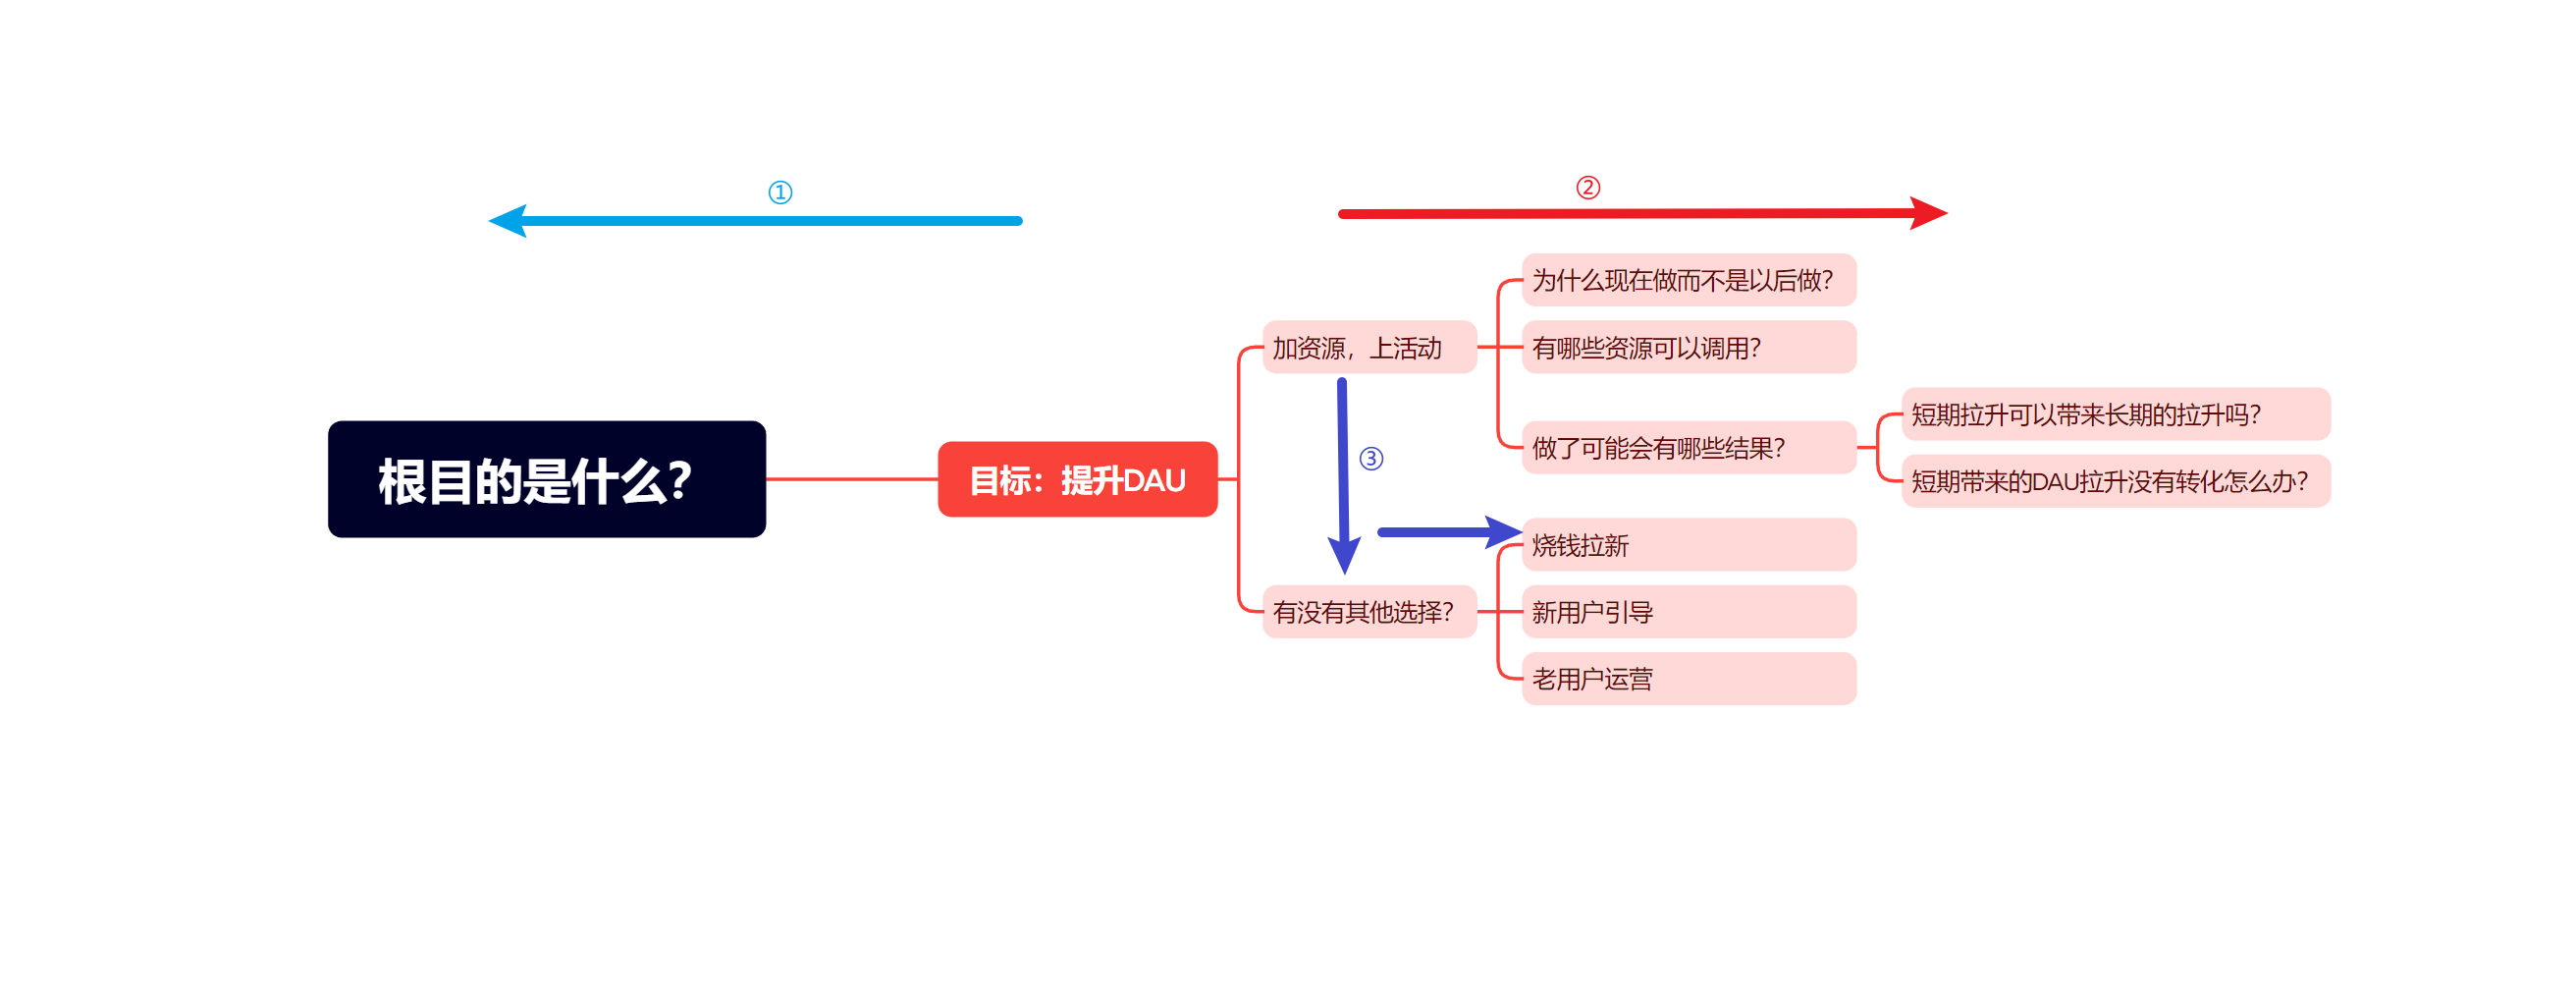 ①
②
为什么现在做而不是以后做？
加资源，上活动
有哪些资源可以调用？
短期拉升可以带来长期的拉升吗？
做了可能会有哪些结果？
③
根目的是什么？
目标：提升DAU
短期带来的DAU拉升没有转化怎么办？
烧钱拉新
有没有其他选择？
新用户引导
老用户运营